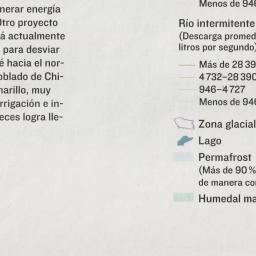 nerar energía
Otro proyecto
á actualmente
para desviar
é hacia el nor-
oblado de Chi-
arillo, muy
rrigación e in-
eces logra lle-
Menos de 946
Río intermitente
(Descarga promed
litros por segundo)
Más de 28 39
4 732–28 390
946–4 727
Menos de 946
Zona glacial
Lago
Permafrost
(Más de 90 %
de manera con
Humedal ma